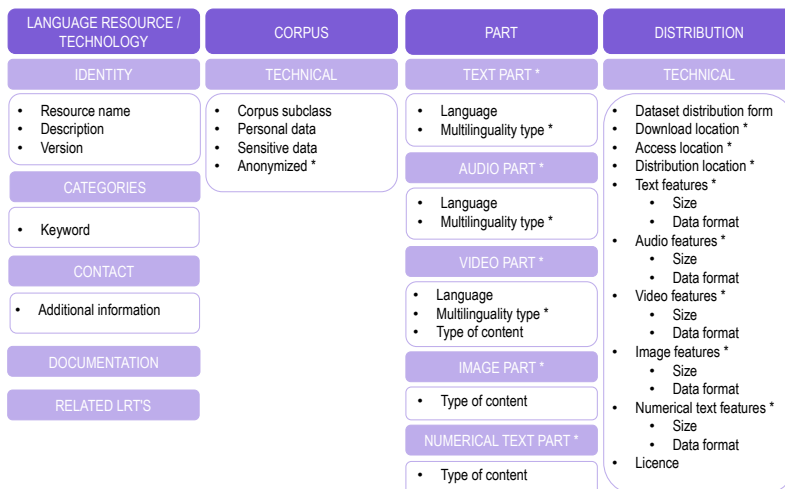 LANGUAGE RESOURCE /
TECHNOLOGY
IDENTITY
• Resource name
• Description
• Version
CATEGORIES
• Keyword
CONTACT
• Additional information
DOCUMENTATION
RELATED LRT'S
CORPUS
TECHNICAL
• Corpus subclass
• Personal data
• Sensitive data
• Anonymized *
PART
TEXT PART *
• Language
• Multilinguality type *
AUDIO PART *
• Language
• Multilinguality type *
VIDEO PART *
• Language
• Multilinguality type *
• Type of content
IMAGE PART *
• Type of content
NUMERICAL TEXT PART *
• Type of content
DISTRIBUTION
TECHNICAL
• Dataset distribution form
• Download location *
• Access location *
• Distribution location *
• Text features *
• Size
• Data format
• Audio features *
• Size
• Data format
• Video features *
• Size
• Data format
• Image features *
• Size
• Data format
• Numerical text features *
• Size
• Data format
• Licence